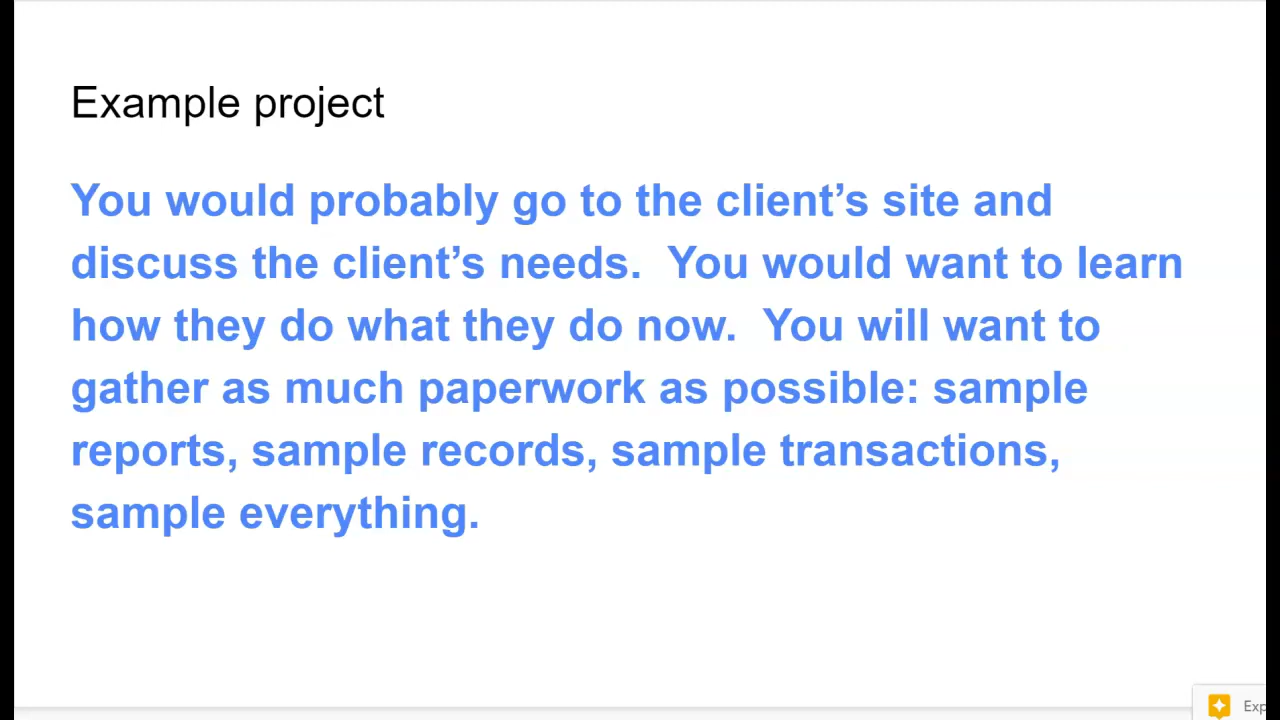 Example project
You would probably go to the client’s site and
discuss the client’s needs.  You would want to learn
how they do what they do now.  You will want to
gather as much paperwork as possible: sample
reports, sample records, sample transactions,
sample everything.
Exp